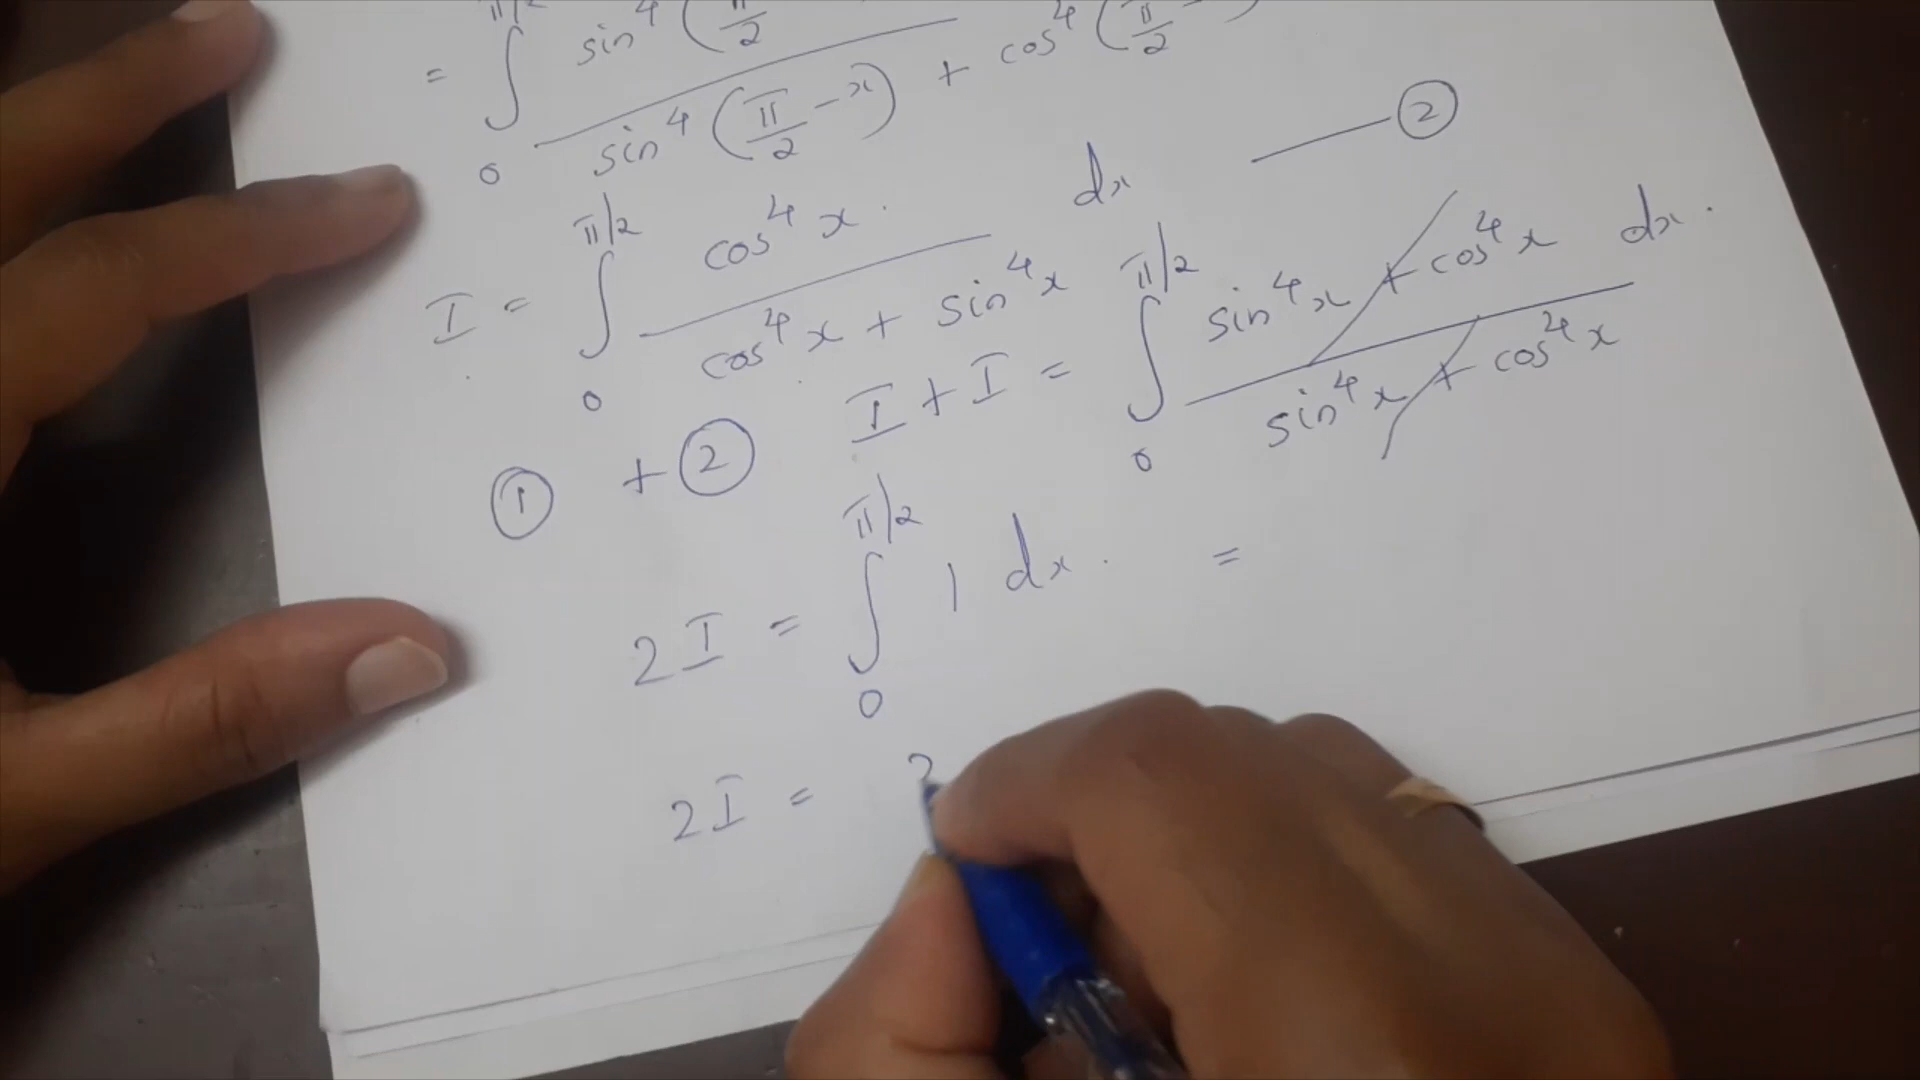 π/2
= ∫ sin⁴(π/2
0 sin⁴(π/2 - x) + cos⁴(π/2 -
π/2
I = ∫ cos⁴x / cos⁴x + sin⁴x dx —— ②
0
① + ② I + I = ∫ sin⁴x + cos⁴x / sin⁴x + cos⁴x dx.
π/2
0
2I = ∫ 1 dx. =
π/2
0
2I =